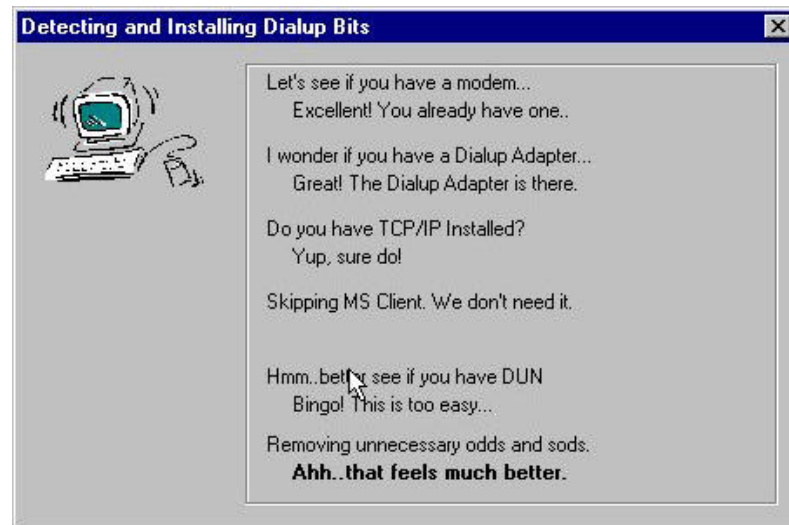 Detecting and Installing Dialup Bits
Let's see if you have a modem...
Excellent! You already have one..
I wonder if you have a Dialup Adapter...
Great! The Dialup Adapter is there.
Do you have TCP/IP Installed?
Yup, sure do!
Skipping MS Client. We don't need it.
Hmm..better see if you have DUN
Bingo! This is too easy...
Removing unnecessary odds and sods.
Ahh..that feels much better.